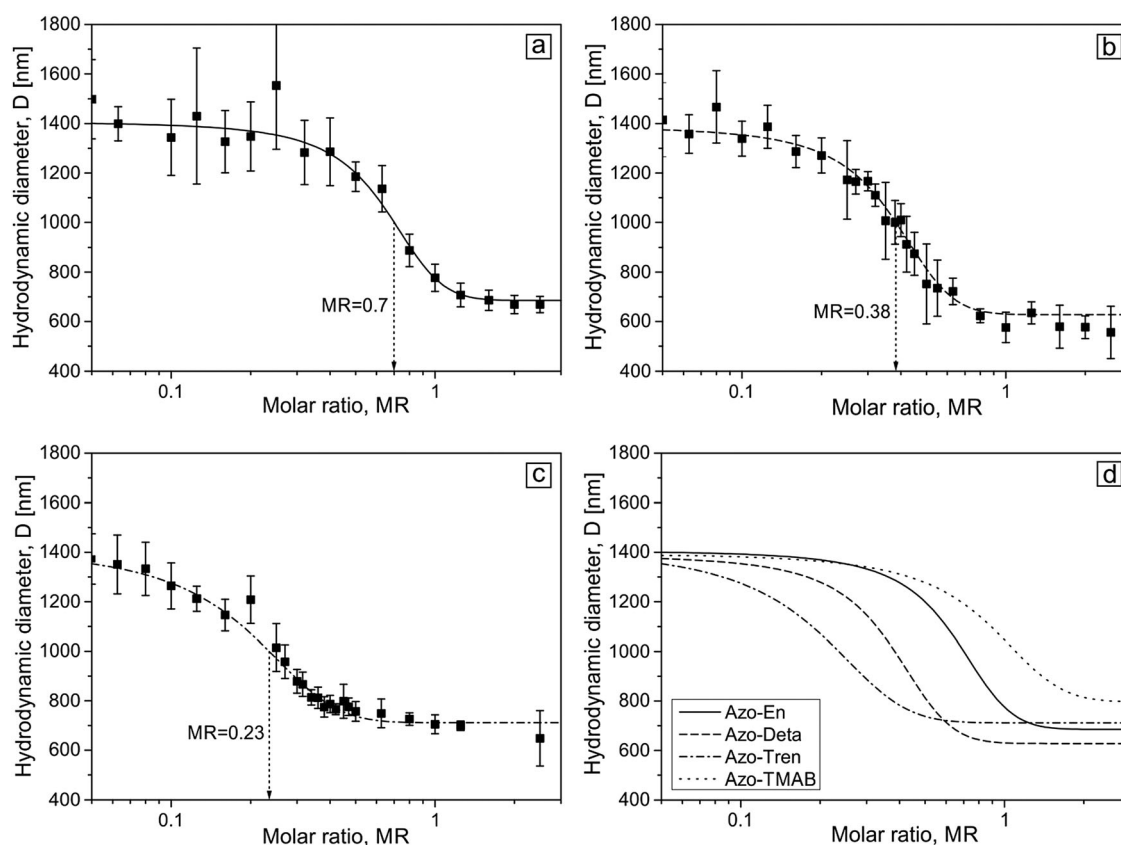 a
Hydrodynamic diameter, D [nm]
1800
1600
1400
1200
1000
800
600
400
MR=0.7
0.1
1
Molar ratio, MR
b
Hydrodynamic diameter, D [nm]
1800
1600
1400
1200
1000
800
600
400
MR=0.38
0.1
1
Molar ratio, MR
c
Hydrodynamic diameter, D [nm]
1800
1600
1400
1200
1000
800
600
400
MR=0.23
0.1
1
Molar ratio, MR
d
Hydrodynamic diameter, D [nm]
1800
1600
1400
1200
1000
800
600
400
Azo-En
Azo-Deta
Azo-Tren
Azo-TMAB
0.1
1
Molar ratio, MR